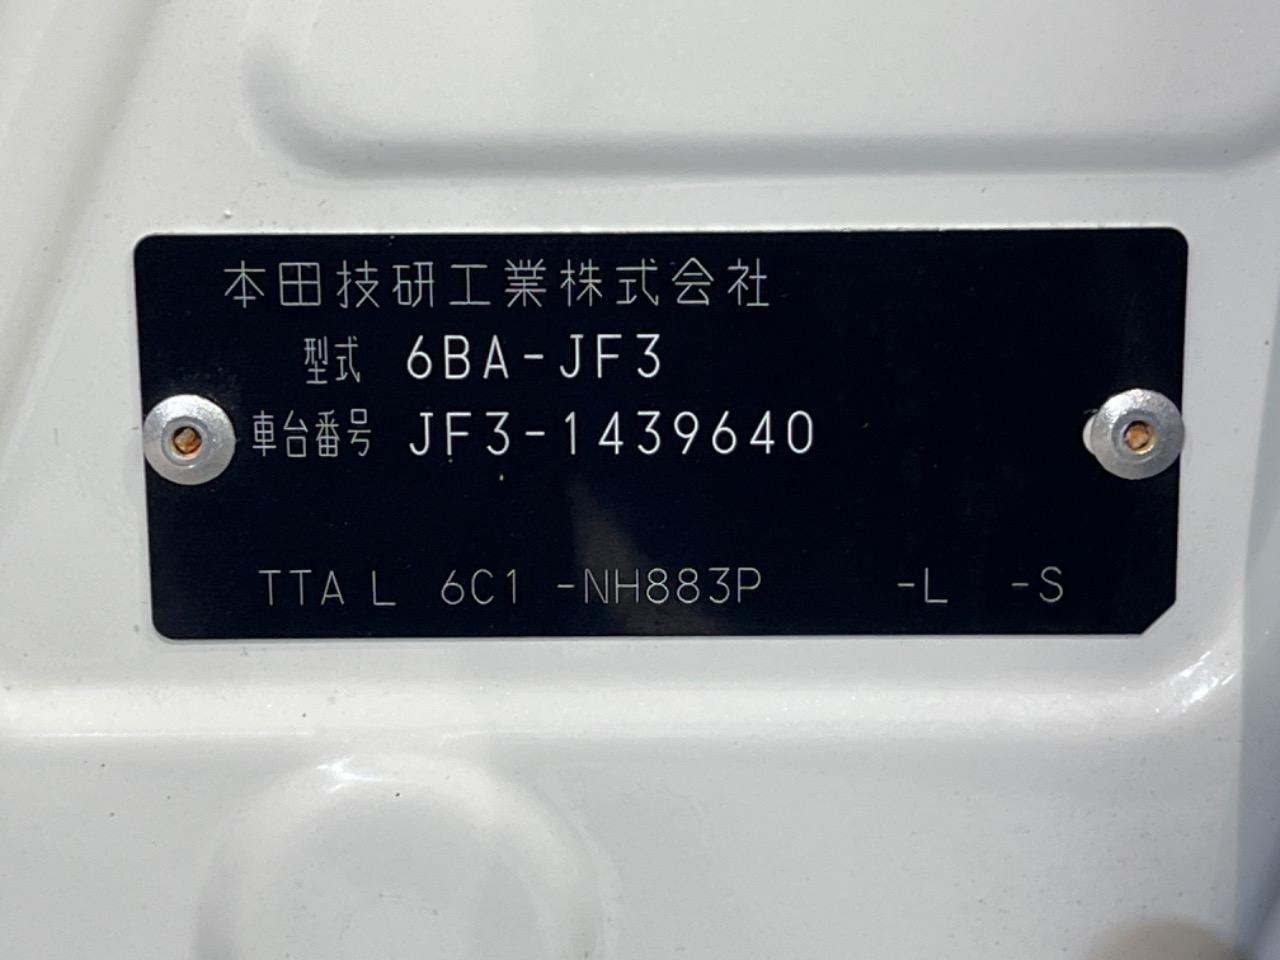 本田技研工業株式会社
型式 6BA-JF3
車台番号 JF3-1439640
TTA L 6C1 -NH883P -L -S